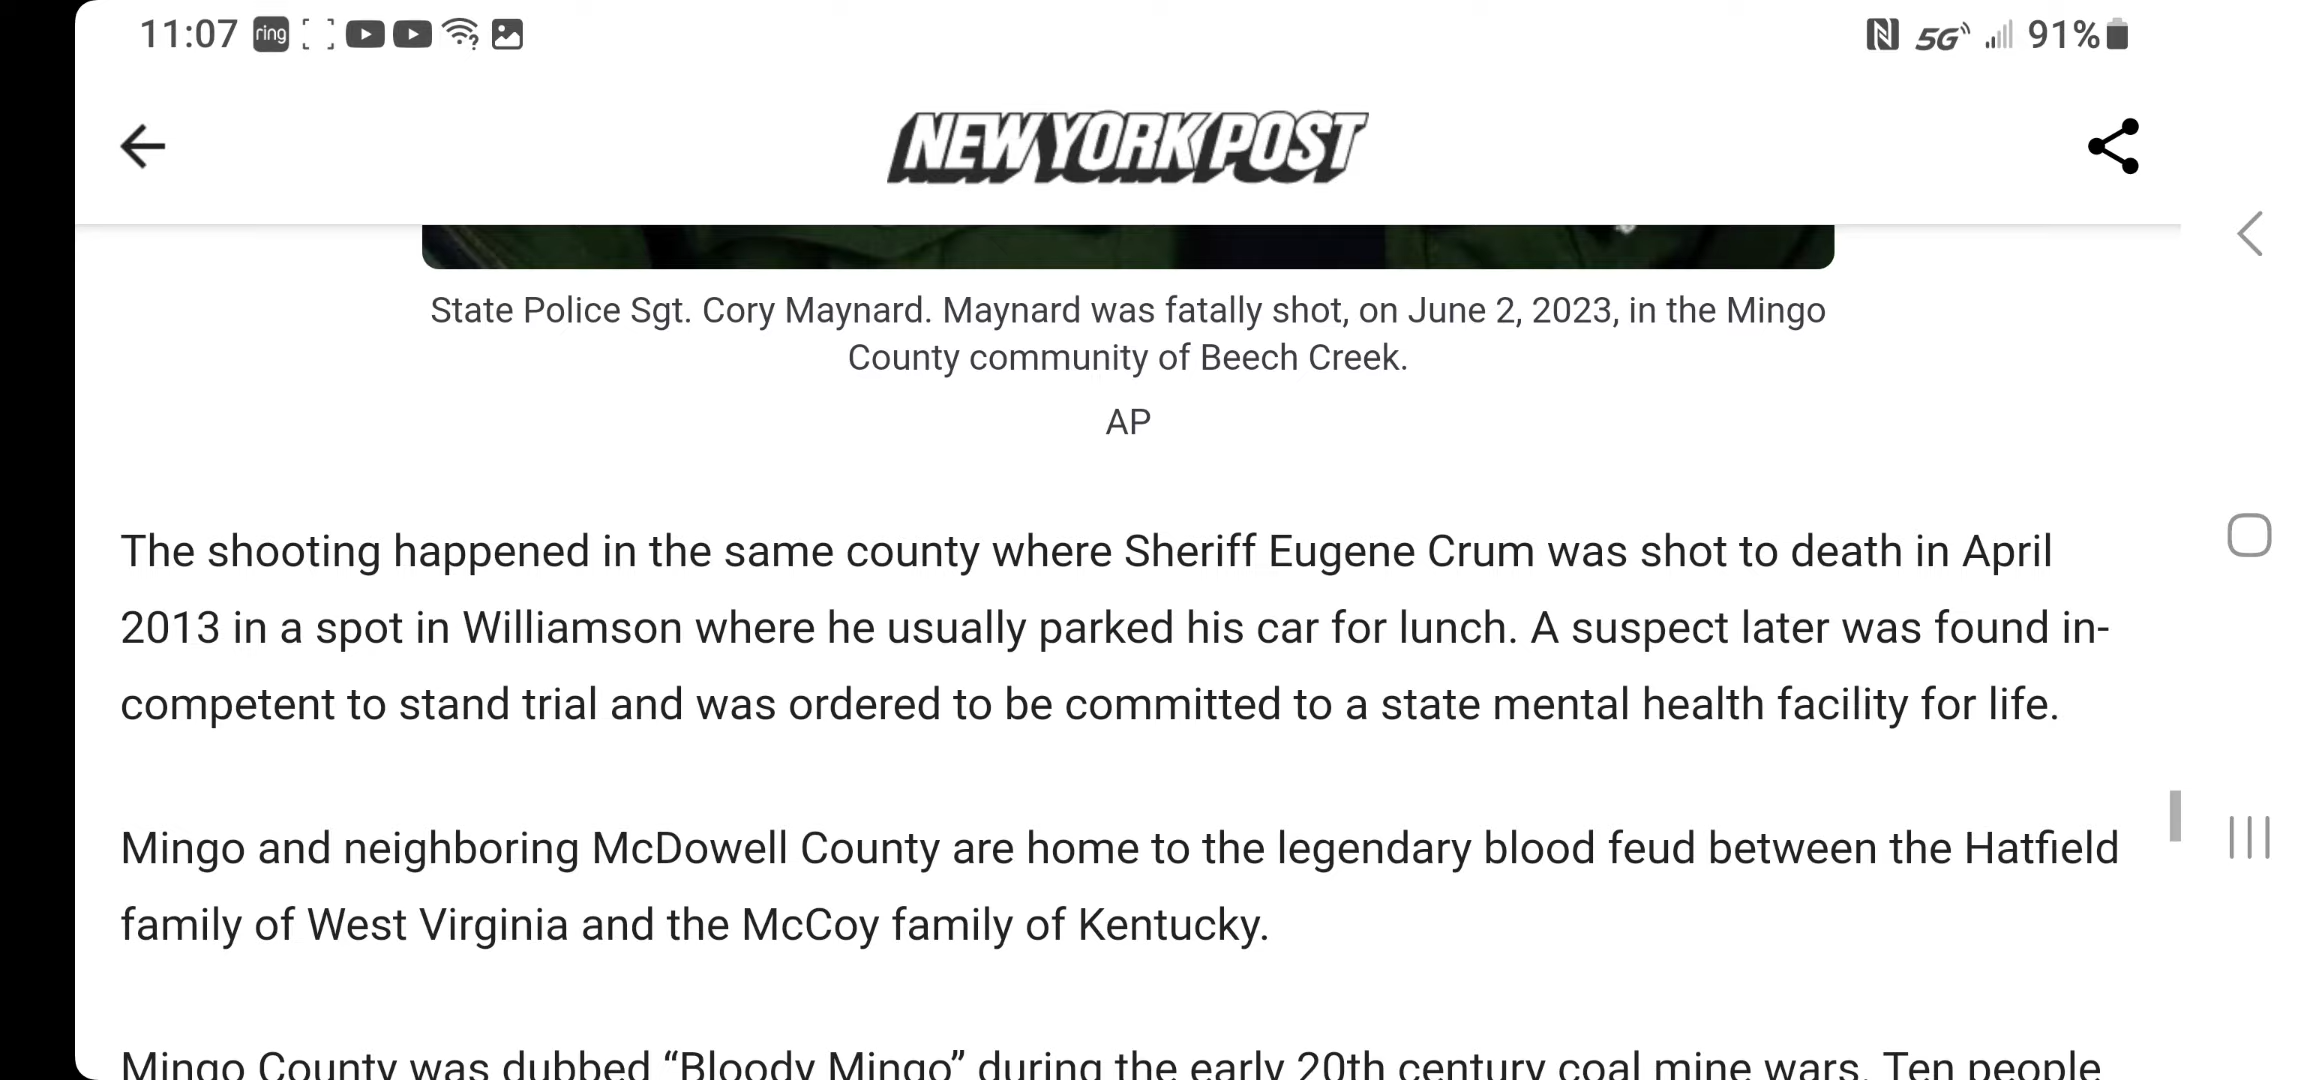 11:07 ring 5G 91%
NEW YORK POST
State Police Sgt. Cory Maynard. Maynard was fatally shot, on June 2, 2023, in the Mingo
County community of Beech Creek.
AP
The shooting happened in the same county where Sheriff Eugene Crum was shot to death in April
2013 in a spot in Williamson where he usually parked his car for lunch. A suspect later was found in-
competent to stand trial and was ordered to be committed to a state mental health facility for life.
Mingo and neighboring McDowell County are home to the legendary blood feud between the Hatfield
family of West Virginia and the McCoy family of Kentucky.
Mingo County was dubbed “Bloody Mingo” during the early 20th century coal mine wars. Ten people